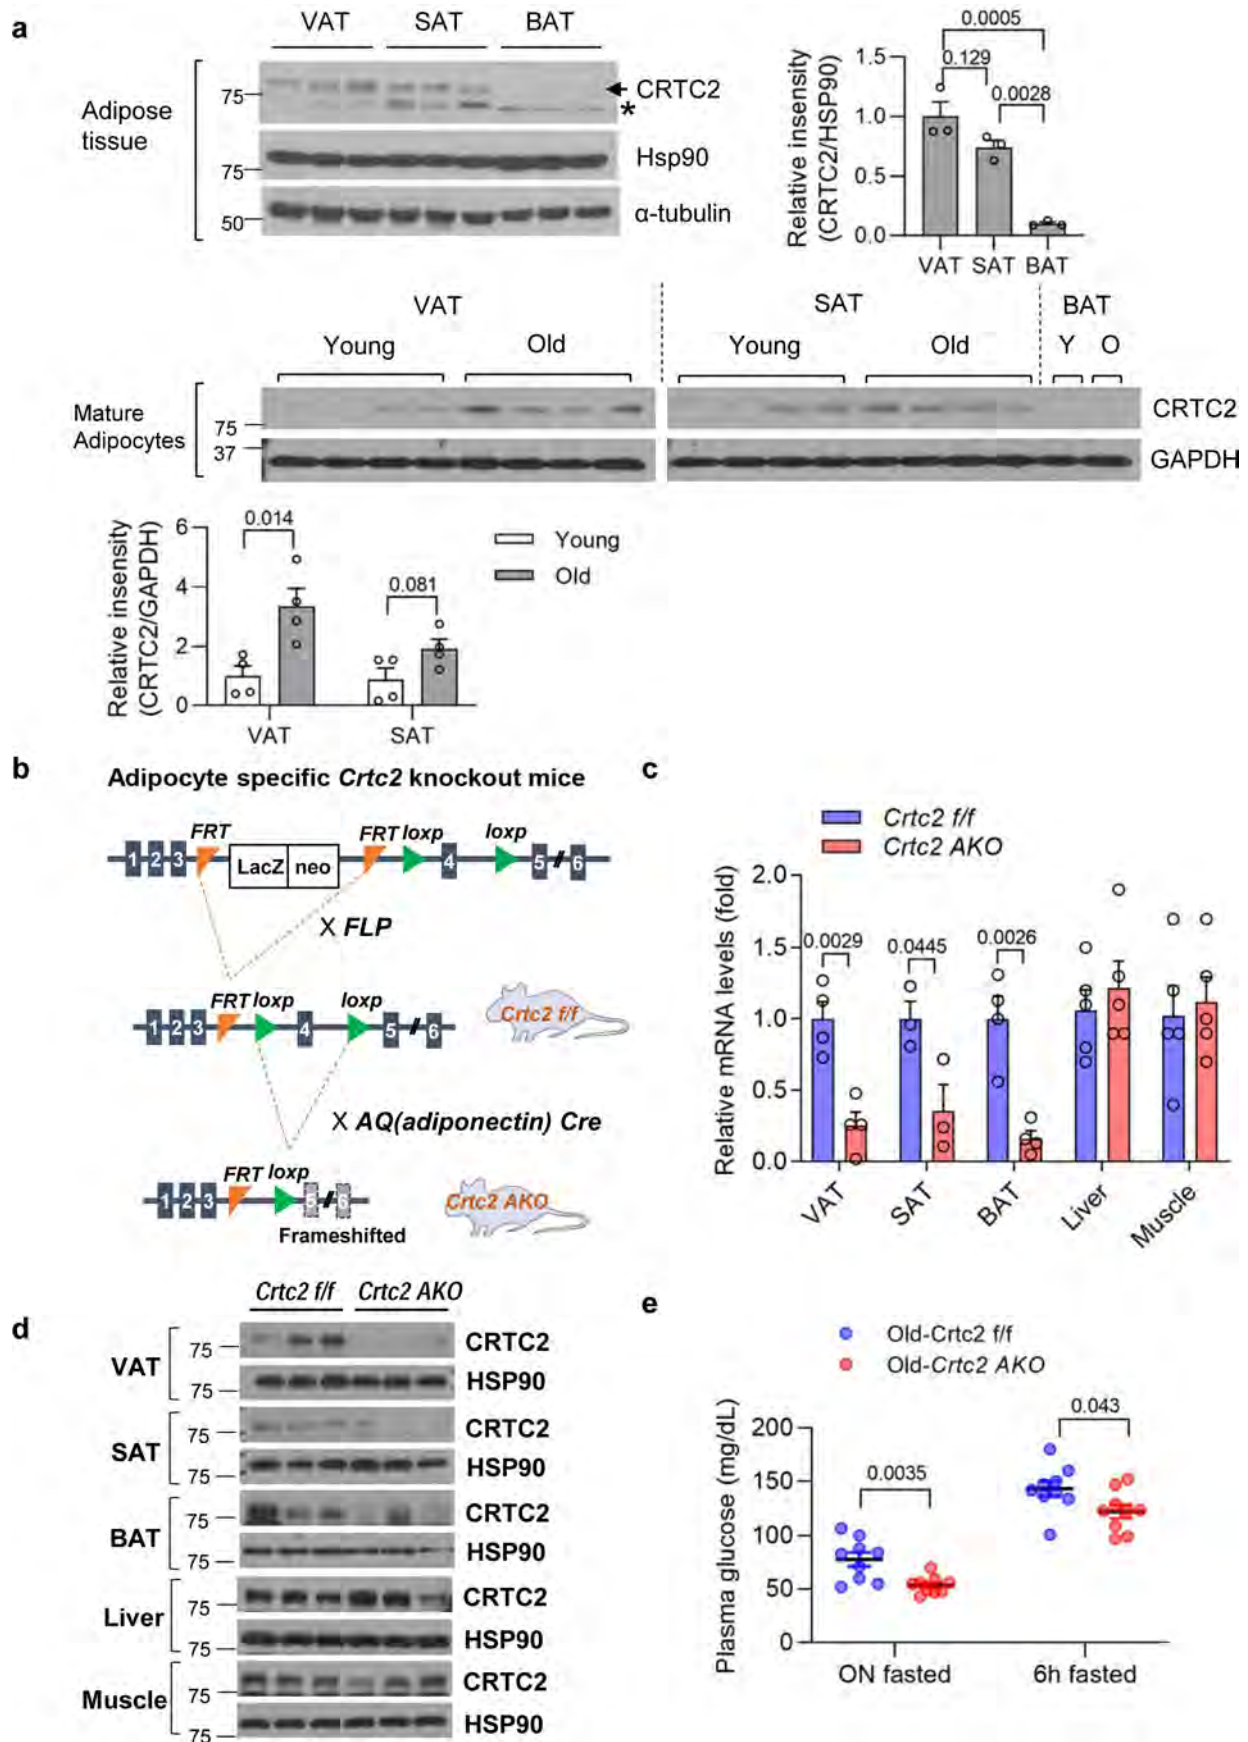 a
VAT SAT BAT
Adipose
tissue
75
CRTC2
*
75
Hsp90
50
α-tubulin
Relative insensity
(CRTC2/HSP90)
1.5
1.0
0.5
0.0
0.0005
0.129
0.0028
VAT SAT BAT
VAT SAT BAT
Young Old Young Old Y O
Mature
Adipocytes
75
CRTC2
37
GAPDH
Relative insensity
(CRTC2/GAPDH)
6
4
2
0
0.014
0.081
Young
Old
VAT SAT
b
Adipocyte specific Crtc2 knockout mice
FRT FRT loxp loxp
1 2 3 LacZ neo 4 5 // 6
X FLP
FRT loxp loxp
1 2 3 4 5 // 6
Crtc2 f/f
X AQ(adiponectin) Cre
FRT loxp
1 2 3 5 // 6
Frameshifted
Crtc2 AKO
c
Crtc2 f/f
Crtc2 AKO
Relative mRNA levels (fold)
2.0
1.5
1.0
0.5
0.0
0.0029
0.0445
0.0026
VAT SAT BAT Liver Muscle
d
Crtc2 f/f Crtc2 AKO
VAT
75 CRTC2
75 HSP90
SAT
75 CRTC2
75 HSP90
BAT
75 CRTC2
75 HSP90
Liver
75 CRTC2
75 HSP90
Muscle
75 CRTC2
75 HSP90
e
Old-Crtc2 f/f
Old-Crtc2 AKO
Plasma glucose (mg/dL)
200
150
100
50
0
0.0035
0.043
ON fasted 6h fasted